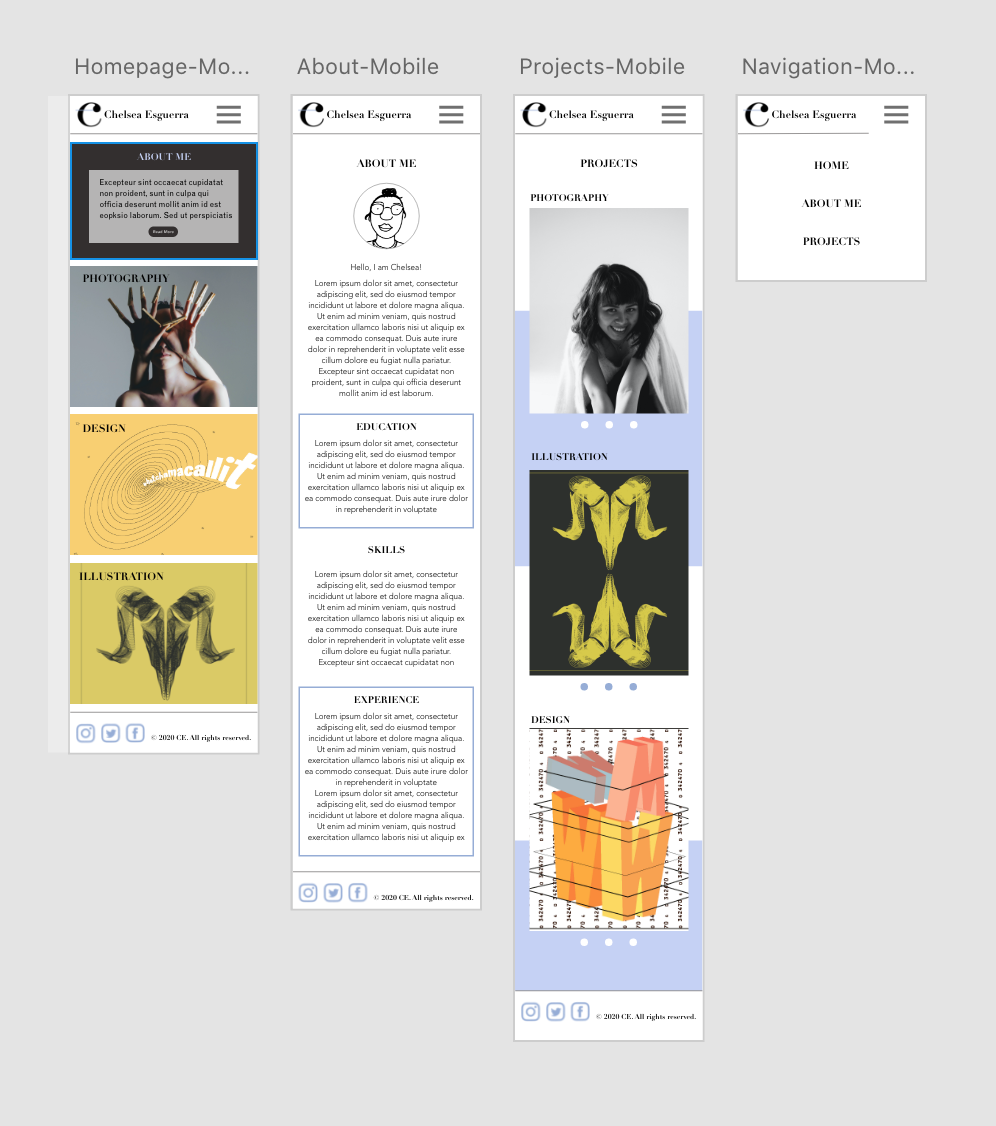 Homepage-Mo...
About-Mobile
Projects-Mobile
Navigation-Mo...
C Chelsea Esguerra
ABOUT ME
Excepteur sint occaecat cupidatat
non proident, sunt in culpa qui
officia deserunt mollit anim id est
eopksio laborum. Sed ut perspiciatis
Read More
PHOTOGRAPHY
DESIGN
macallit
ILLUSTRATION
© 2020 CE. All rights reserved.
C Chelsea Esguerra
ABOUT ME
Hello, I am Chelsea!
Lorem ipsum dolor sit amet, consectetur
adipiscing elit, sed do eiusmod tempor
incididunt ut labore et dolore magna aliqua.
Ut enim ad minim veniam, quis nostrud
exercitation ullamco laboris nisi ut aliquip ex
ea commodo consequat. Duis aute irure
dolor in reprehenderit in voluptate velit esse
cillum dolore eu fugiat nulla pariatur.
Excepteur sint occaecat cupidatat non
proident, sunt in culpa qui officia deserunt
mollit anim id est laborum.
EDUCATION
Lorem ipsum dolor sit amet, consectetur
adipiscing elit, sed do eiusmod tempor
incididunt ut labore et dolore magna aliqua.
Ut enim ad minim veniam, quis nostrud
exercitation ullamco laboris nisi ut aliquip ex
ea commodo consequat. Duis aute irure dolor
in reprehenderit in voluptate
SKILLS
Lorem ipsum dolor sit amet, consectetur
adipiscing elit, sed do eiusmod tempor
incididunt ut labore et dolore magna aliqua.
Ut enim ad minim veniam, quis nostrud
exercitation ullamco laboris nisi ut aliquip ex
ea commodo consequat. Duis aute irure
dolor in reprehenderit in voluptate velit esse
cillum dolore eu fugiat nulla pariatur.
Excepteur sint occaecat cupidatat non
EXPERIENCE
Lorem ipsum dolor sit amet, consectetur
adipiscing elit, sed do eiusmod tempor
incididunt ut labore et dolore magna aliqua.
Ut enim ad minim veniam, quis nostrud
exercitation ullamco laboris nisi ut aliquip ex
ea commodo consequat. Duis aute irure dolor
in reprehenderit in voluptate
Lorem ipsum dolor sit amet, consectetur
adipiscing elit, sed do eiusmod tempor
incididunt ut labore et dolore magna aliqua.
Ut enim ad minim veniam, quis nostrud
exercitation ullamco laboris nisi ut aliquip ex
© 2020 CE. All rights reserved.
C Chelsea Esguerra
PROJECTS
PHOTOGRAPHY
ILLUSTRATION
DESIGN
© 2020 CE. All rights reserved.
C Chelsea Esguerra
HOME
ABOUT ME
PROJECTS